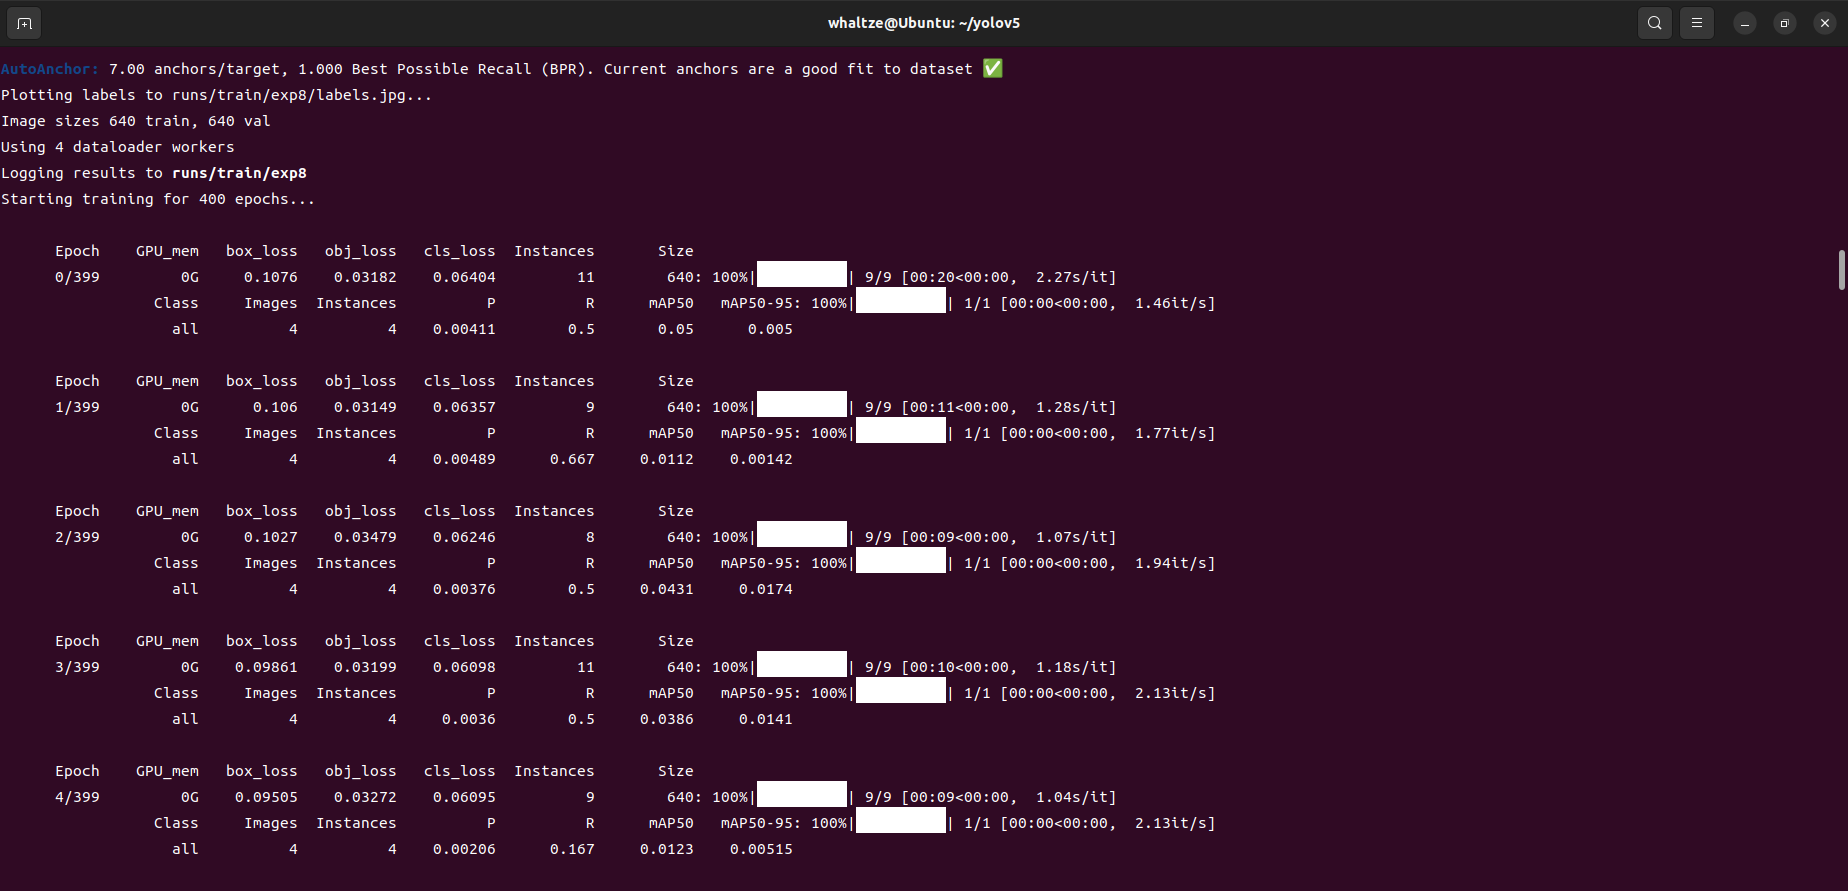 whaltze@Ubuntu: ~/yolov5
AutoAnchor: 7.00 anchors/target, 1.000 Best Possible Recall (BPR). Current anchors are a good fit to dataset ✅
Plotting labels to runs/train/exp8/labels.jpg...
Image sizes 640 train, 640 val
Using 4 dataloader workers
Logging results to runs/train/exp8
Starting training for 400 epochs...
Epoch GPU_mem box_loss obj_loss cls_loss Instances Size
0/399 0G 0.1076 0.03182 0.06404 11 640: 100%|██████████| 9/9 [00:20<00:00, 2.27s/it]
Class Images Instances P R mAP50 mAP50-95: 100%|██████████| 1/1 [00:00<00:00, 1.46it/s]
all 4 4 0.00411 0.5 0.05 0.005
Epoch GPU_mem box_loss obj_loss cls_loss Instances Size
1/399 0G 0.106 0.03149 0.06357 9 640: 100%|██████████| 9/9 [00:11<00:00, 1.28s/it]
Class Images Instances P R mAP50 mAP50-95: 100%|██████████| 1/1 [00:00<00:00, 1.77it/s]
all 4 4 0.00489 0.667 0.0112 0.00142
Epoch GPU_mem box_loss obj_loss cls_loss Instances Size
2/399 0G 0.1027 0.03479 0.06246 8 640: 100%|██████████| 9/9 [00:09<00:00, 1.07s/it]
Class Images Instances P R mAP50 mAP50-95: 100%|██████████| 1/1 [00:00<00:00, 1.94it/s]
all 4 4 0.00376 0.5 0.0431 0.0174
Epoch GPU_mem box_loss obj_loss cls_loss Instances Size
3/399 0G 0.09861 0.03199 0.06098 11 640: 100%|██████████| 9/9 [00:10<00:00, 1.18s/it]
Class Images Instances P R mAP50 mAP50-95: 100%|██████████| 1/1 [00:00<00:00, 2.13it/s]
all 4 4 0.0036 0.5 0.0386 0.0141
Epoch GPU_mem box_loss obj_loss cls_loss Instances Size
4/399 0G 0.09505 0.03272 0.06095 9 640: 100%|██████████| 9/9 [00:09<00:00, 1.04s/it]
Class Images Instances P R mAP50 mAP50-95: 100%|██████████| 1/1 [00:00<00:00, 2.13it/s]
all 4 4 0.00206 0.167 0.0123 0.00515